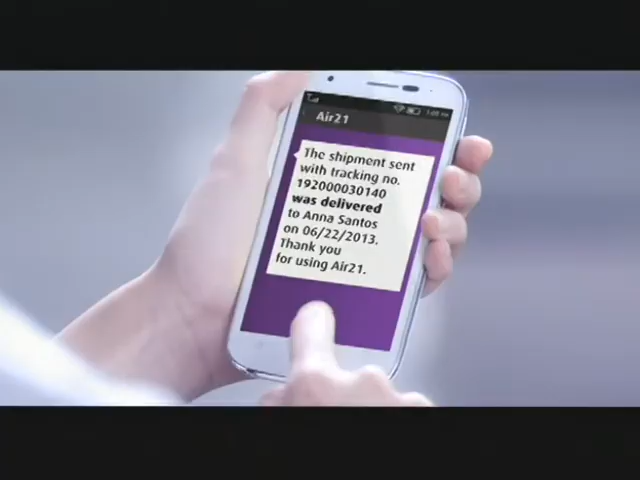 Air21
The shipment sent
with tracking no.
192000030140
was delivered
to Anna Santos
on 06/22/2013.
Thank you
for using Air21.